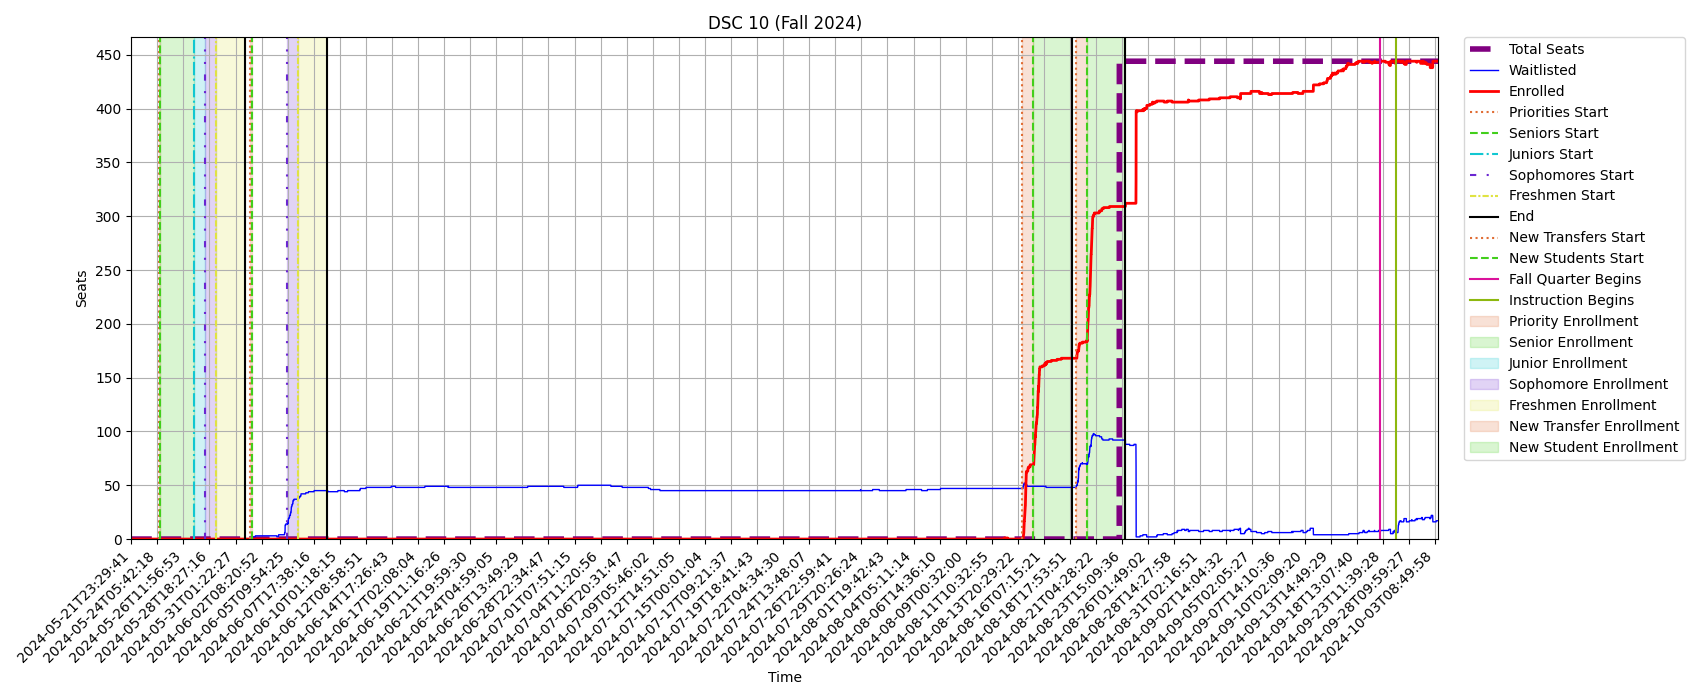 DSC 10 (Fall 2024)
Seats
450
400
350
300
250
200
150
100
50
0
2024-05-21T23:29:41
2024-05-24T05:42:18
2024-05-26T11:56:53
2024-05-28T18:27:16
2024-05-31T01:22:27
2024-06-02T08:20:52
2024-06-05T09:54:25
2024-06-07T17:38:16
2024-06-10T01:18:15
2024-06-12T08:58:51
2024-06-14T17:26:43
2024-06-17T02:08:04
2024-06-19T11:16:29
2024-06-21T19:59:30
2024-06-24T04:59:05
2024-06-26T13:49:29
2024-06-28T22:34:47
2024-07-01T07:51:15
2024-07-04T11:20:56
2024-07-06T20:31:47
2024-07-09T05:46:02
2024-07-12T14:51:05
2024-07-15T00:01:04
2024-07-17T09:21:37
2024-07-19T18:41:43
2024-07-22T04:34:30
2024-07-24T13:48:07
2024-07-26T22:59:41
2024-07-29T20:26:24
2024-08-01T19:42:43
2024-08-04T05:11:14
2024-08-06T14:36:10
2024-08-09T00:32:00
2024-08-11T10:32:55
2024-08-13T20:29:22
2024-08-16T07:15:21
2024-08-18T17:53:51
2024-08-21T04:28:22
2024-08-23T15:09:36
2024-08-26T01:49:02
2024-08-28T14:27:58
2024-08-31T02:16:51
2024-09-02T14:04:32
2024-09-05T02:05:27
2024-09-07T14:10:36
2024-09-10T02:09:20
2024-09-13T14:49:29
2024-09-18T13:07:40
2024-09-23T11:39:28
2024-09-28T09:59:27
2024-10-03T08:49:58
Time
Total Seats
Waitlisted
Enrolled
Priorities Start
Seniors Start
Juniors Start
Sophomores Start
Freshmen Start
End
New Transfers Start
New Students Start
Fall Quarter Begins
Instruction Begins
Priority Enrollment
Senior Enrollment
Junior Enrollment
Sophomore Enrollment
Freshmen Enrollment
New Transfer Enrollment
New Student Enrollment